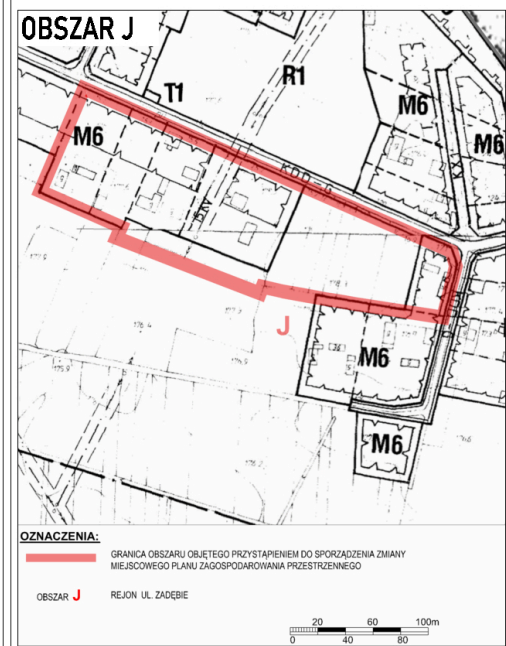 OBSZAR J
R1
T1
M6
M6
M6
KDD-G
J
M6
M6
OZNACZENIA:
GRANICA OBSZARU OBJĘTEGO PRZYSTĄPIENIEM DO SPORZĄDZENIA ZMIANY
MIEJSCOWEGO PLANU ZAGOSPODAROWANIA PRZESTRZENNEGO
OBSZAR J REJON UL. ZADĘBIE
20 60 100m
0 40 80